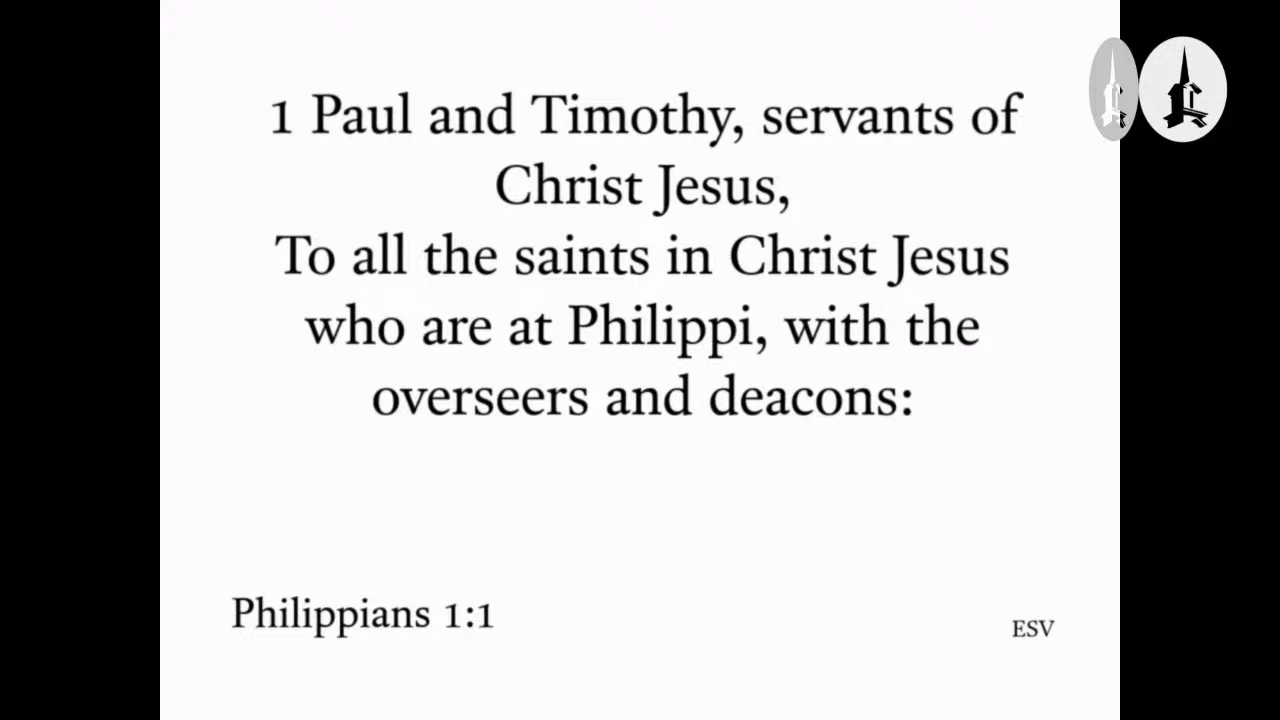 1 Paul and Timothy, servants of
Christ Jesus,
To all the saints in Christ Jesus
who are at Philippi, with the
overseers and deacons:
Philippians 1:1
ESV